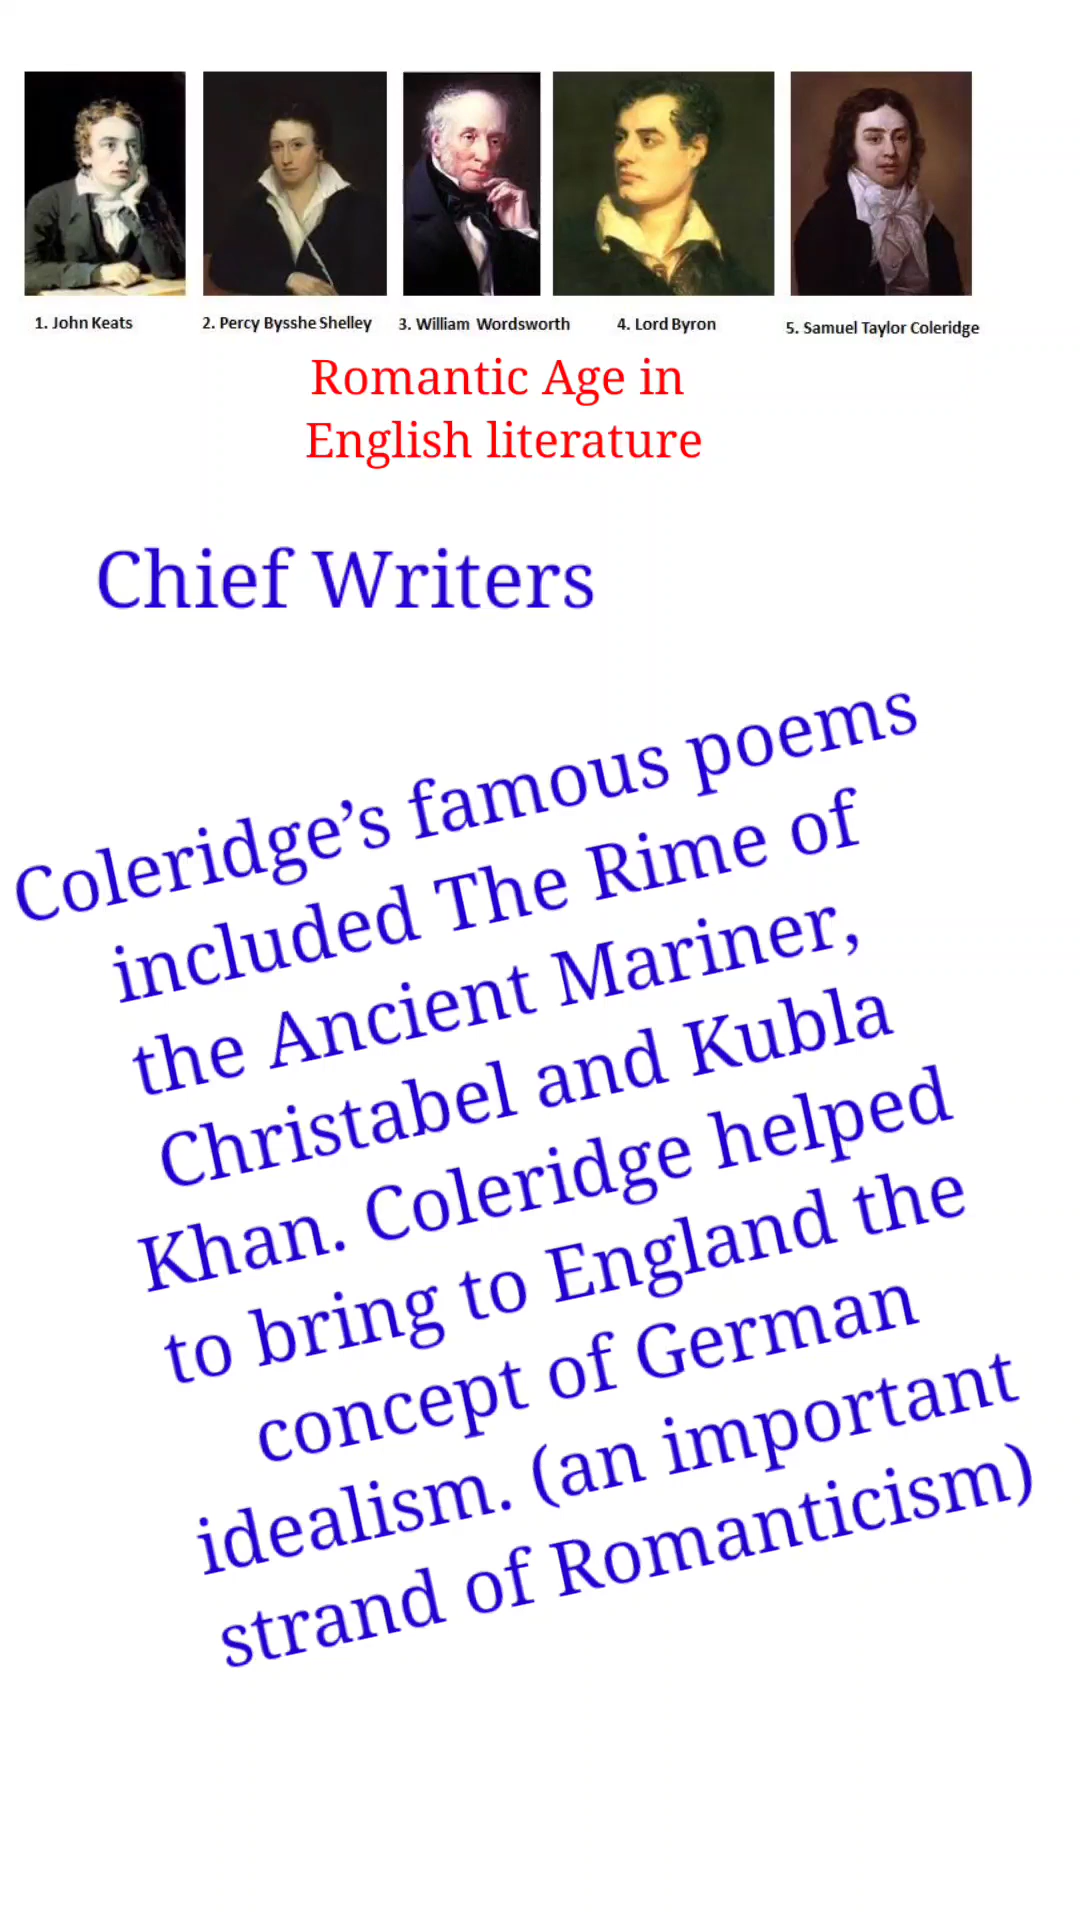 1. John Keats
2. Percy Bysshe Shelley
3. William Wordsworth
4. Lord Byron
5. Samuel Taylor Coleridge
Romantic Age in
English literature
Chief Writers
Coleridge’s famous poems
included The Rime of
the Ancient Mariner,
Christabel and Kubla
Khan. Coleridge helped
to bring to England the
concept of German
idealism. (an important
strand of Romanticism)